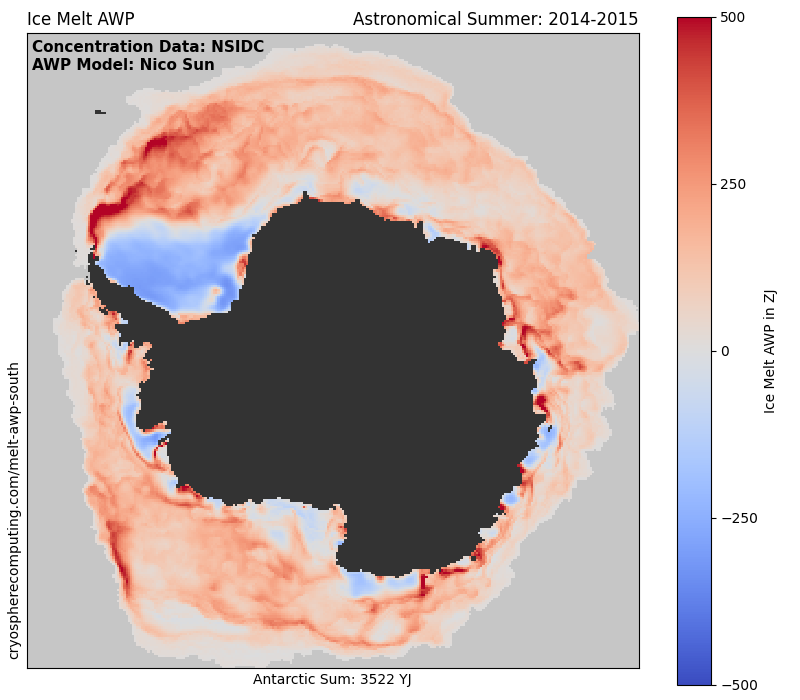 Ice Melt AWP
Astronomical Summer: 2014-2015
Concentration Data: NSIDC
AWP Model: Nico Sun
cryospherecomputing.com/melt-awp-south
Antarctic Sum: 3522 YJ
500
250
0
−250
−500
Ice Melt AWP in ZJ